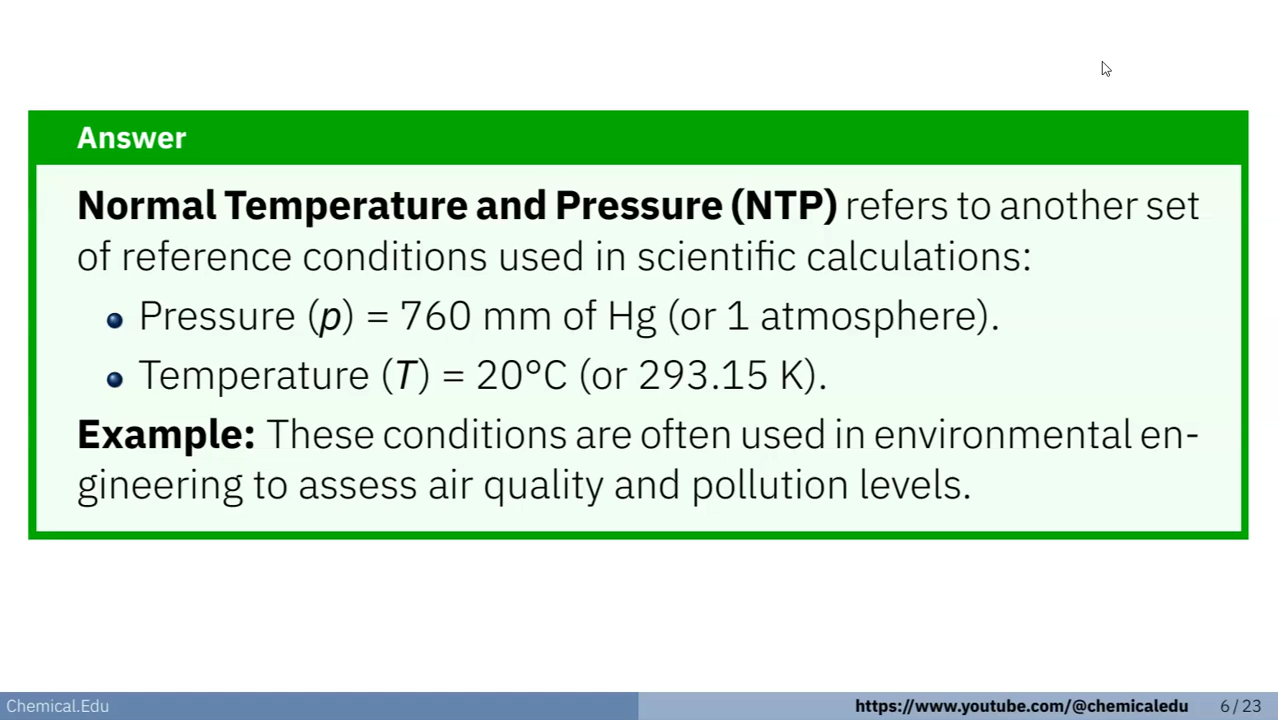 Answer
Normal Temperature and Pressure (NTP) refers to another set
of reference conditions used in scientific calculations:
Pressure (p) = 760 mm of Hg (or 1 atmosphere).
Temperature (T) = 20°C (or 293.15 K).
Example: These conditions are often used in environmental en-
gineering to assess air quality and pollution levels.
Chemical.Edu
https://www.youtube.com/@chemicaledu
6 / 23